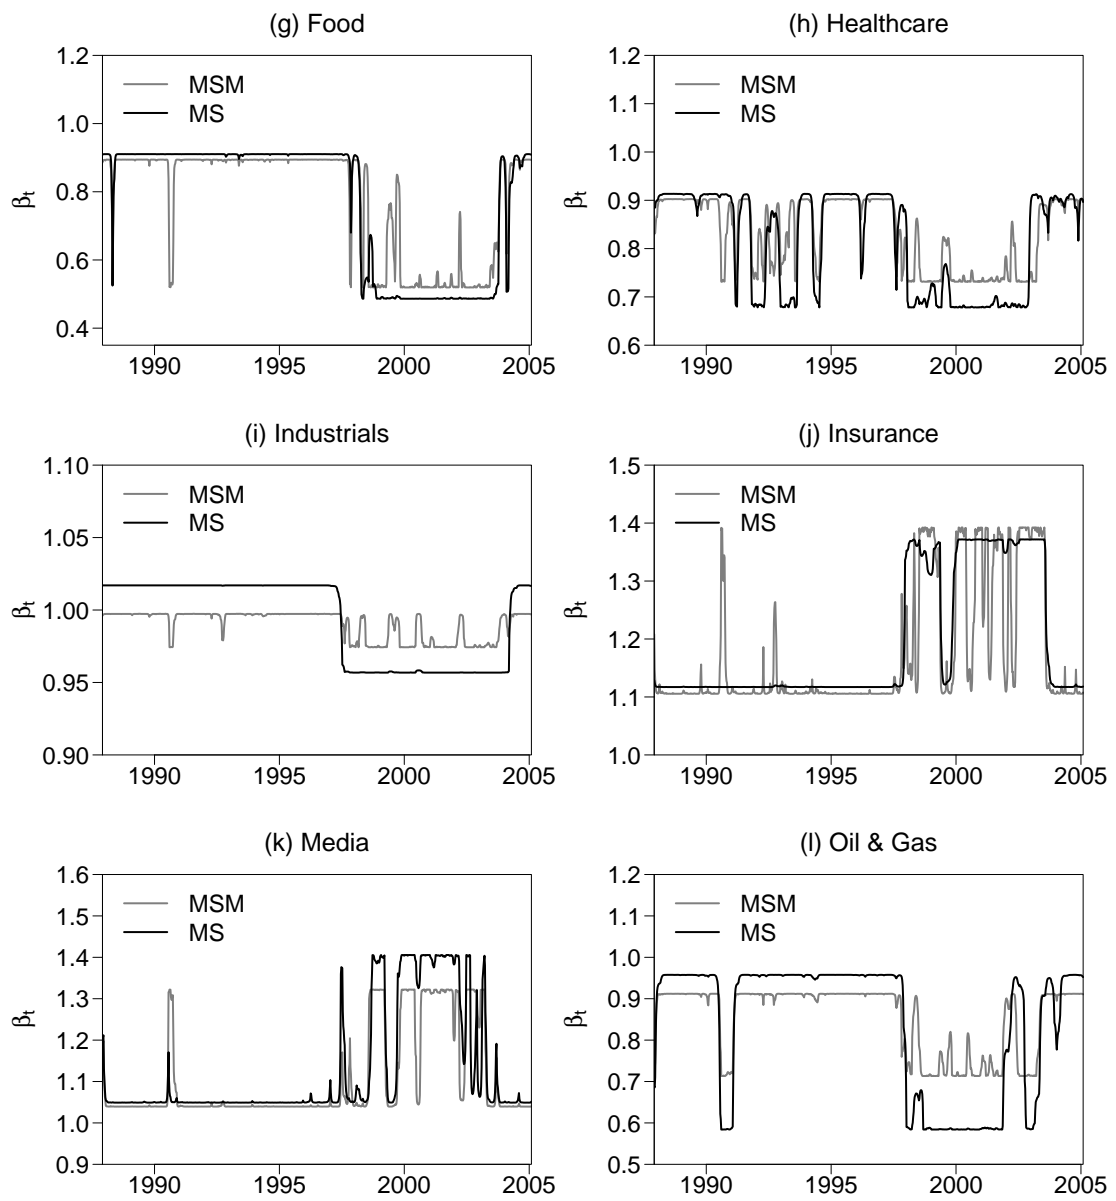 (g) Food
1.2
1.0
0.8
0.6
0.4
βt
MSM
MS
1990 1995 2000 2005
(h) Healthcare
1.2
1.1
1.0
0.9
0.8
0.7
0.6
βt
MSM
MS
1990 1995 2000 2005
(i) Industrials
1.10
1.05
1.00
0.95
0.90
βt
MSM
MS
1990 1995 2000 2005
(j) Insurance
1.5
1.4
1.3
1.2
1.1
1.0
βt
MSM
MS
1990 1995 2000 2005
(k) Media
1.6
1.5
1.4
1.3
1.2
1.1
1.0
0.9
βt
MSM
MS
1990 1995 2000 2005
(l) Oil & Gas
1.2
1.1
1.0
0.9
0.8
0.7
0.6
0.5
βt
MSM
MS
1990 1995 2000 2005